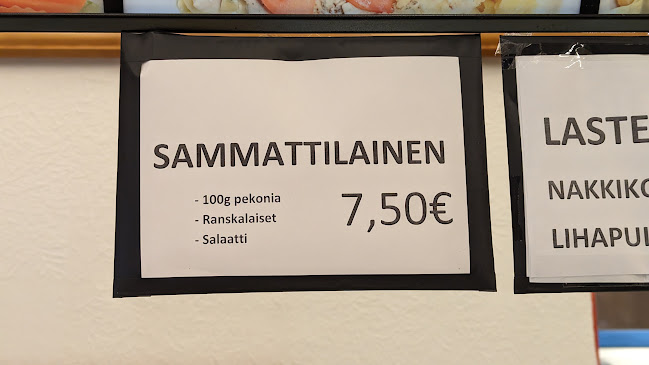 SAMMATTILAINEN
- 100g pekonia
- Ranskalaiset
- Salaatti
7,50€